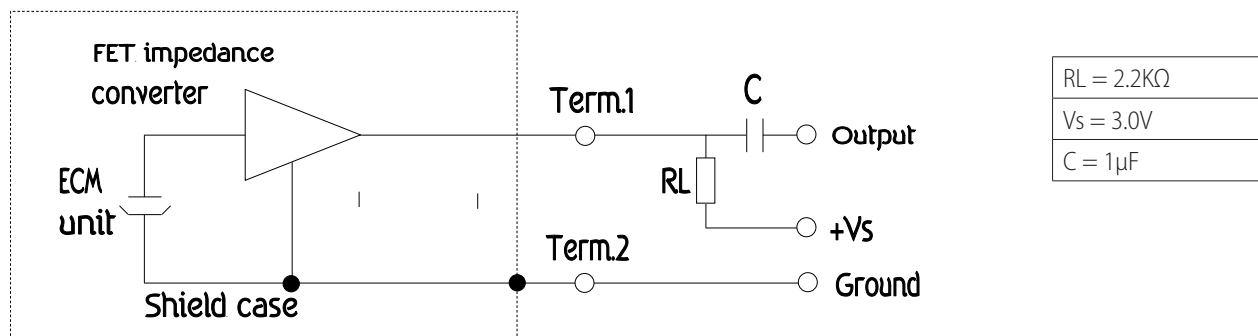 FET impedance
converter
Term.1
C
Output
RL = 2.2KΩ
Vs = 3.0V
C = 1µF
ECM
unit
RL
+Vs
Term.2
Ground
Shield case